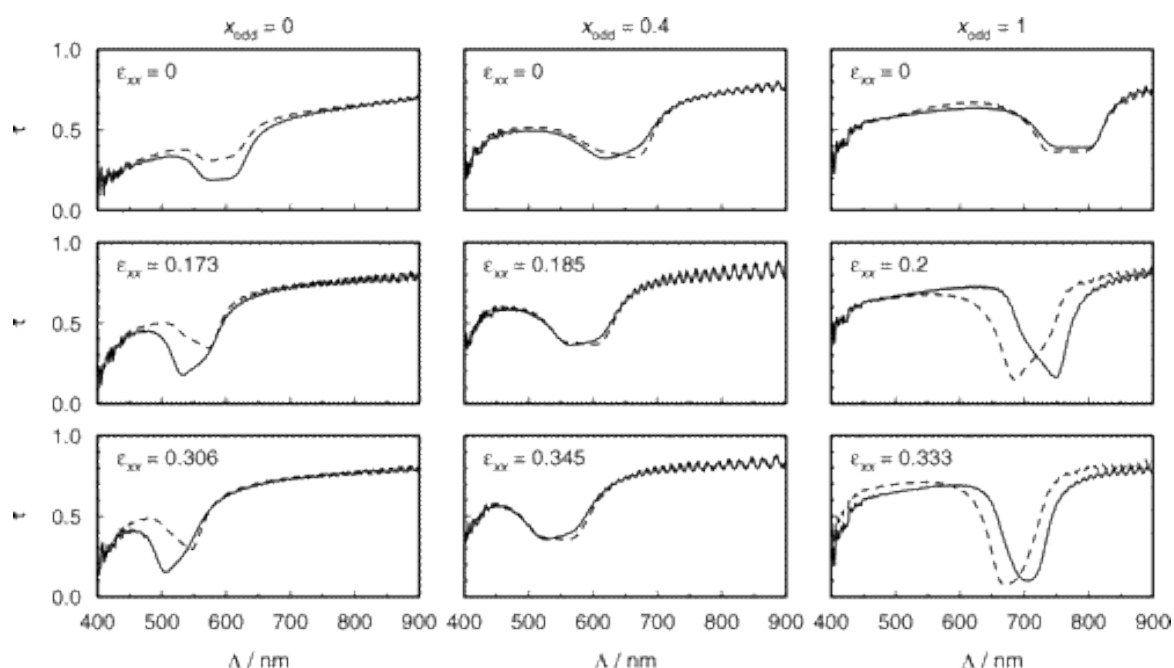 x_odd = 0 x_odd = 0.4 x_odd = 1
1.0 ε_xx = 0 ε_xx = 0 ε_xx = 0
τ 0.5
0.0
1.0 ε_xx = 0.173 ε_xx = 0.185 ε_xx = 0.2
τ 0.5
0.0
1.0 ε_xx = 0.306 ε_xx = 0.345 ε_xx = 0.333
τ 0.5
0.0
400 500 600 700 800 900 400 500 600 700 800 900 400 500 600 700 800 900
Λ / nm Λ / nm Λ / nm